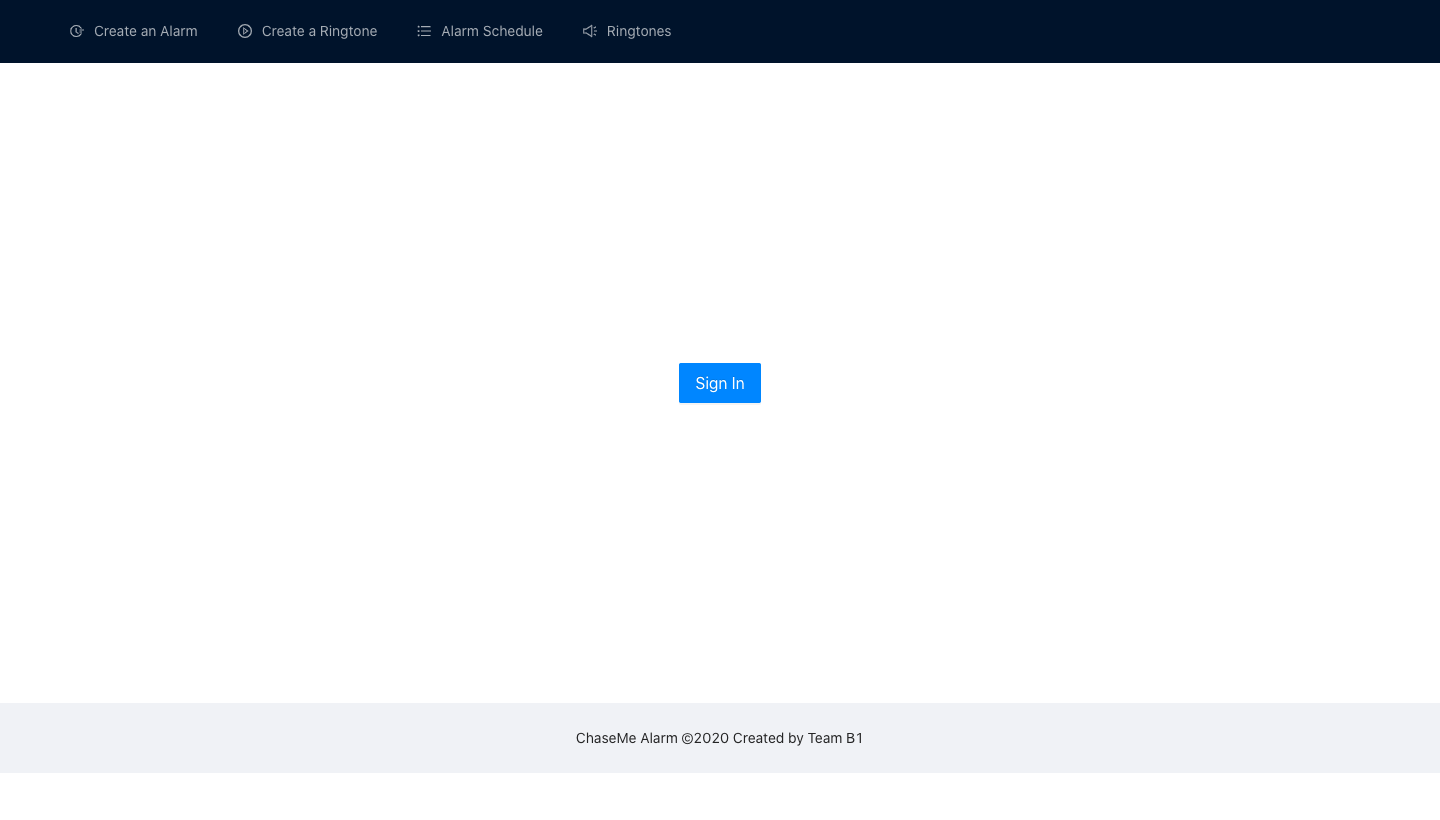 Create an Alarm Create a Ringtone Alarm Schedule Ringtones
Sign In
ChaseMe Alarm ©2020 Created by Team B1